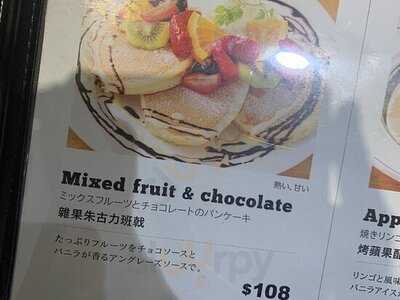 熱い、甘い
Mixed fruit & chocolate
ミックスフルーツとチョコレートのパンケーキ
雜果朱古力班戟
たっぷりフルーツをチョコソースと
バニラが香るアングレーズソースで。
$108
App
焼きリンゴ
烤蘋果配
リンゴと風味
バニラアイス